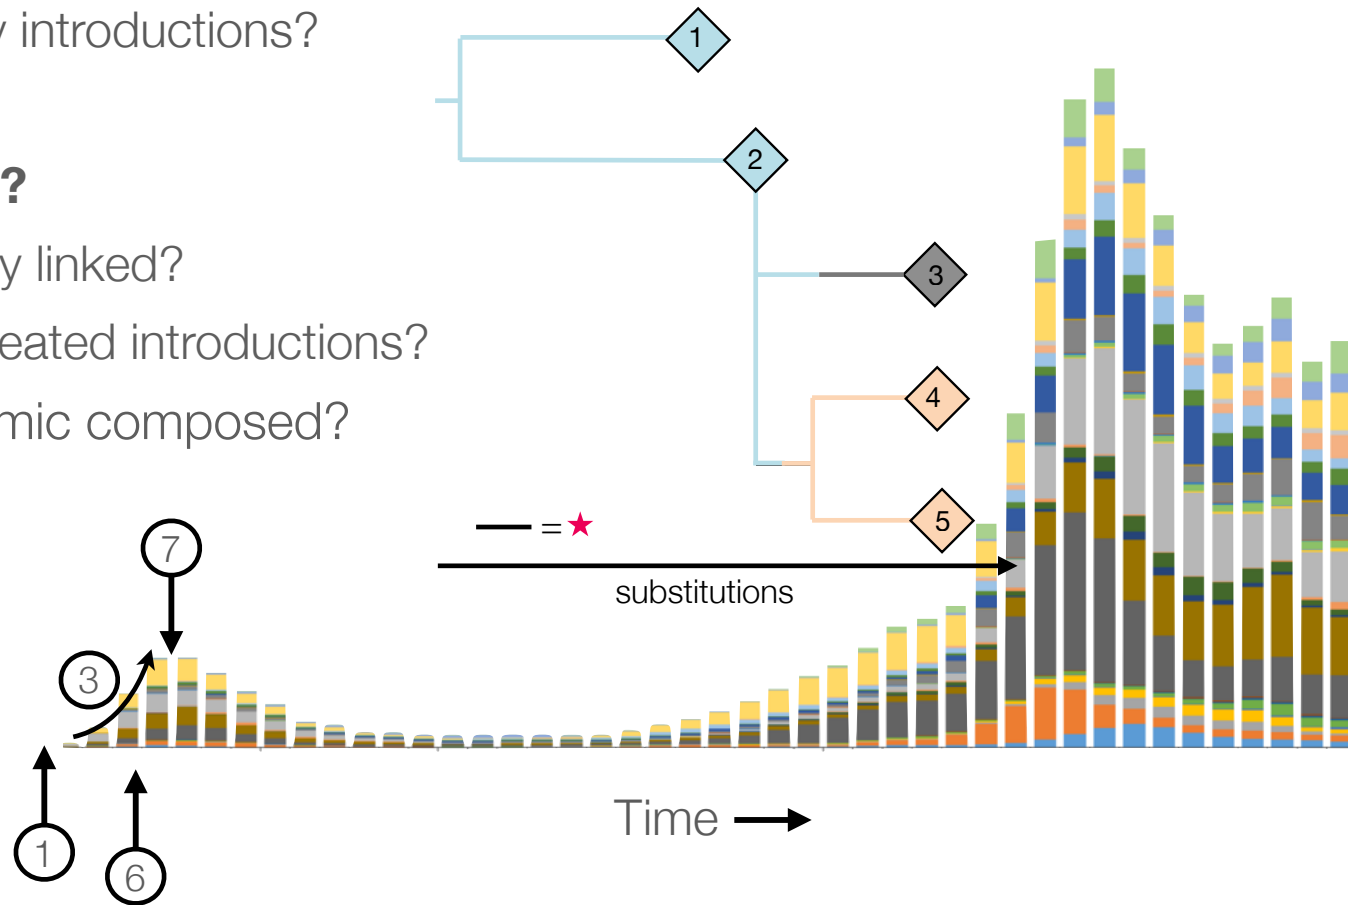 y introductions?
?
y linked?
eated introductions?
mic composed?
1
2
3
4
5
= ★
substitutions
7
3
1
6
Time